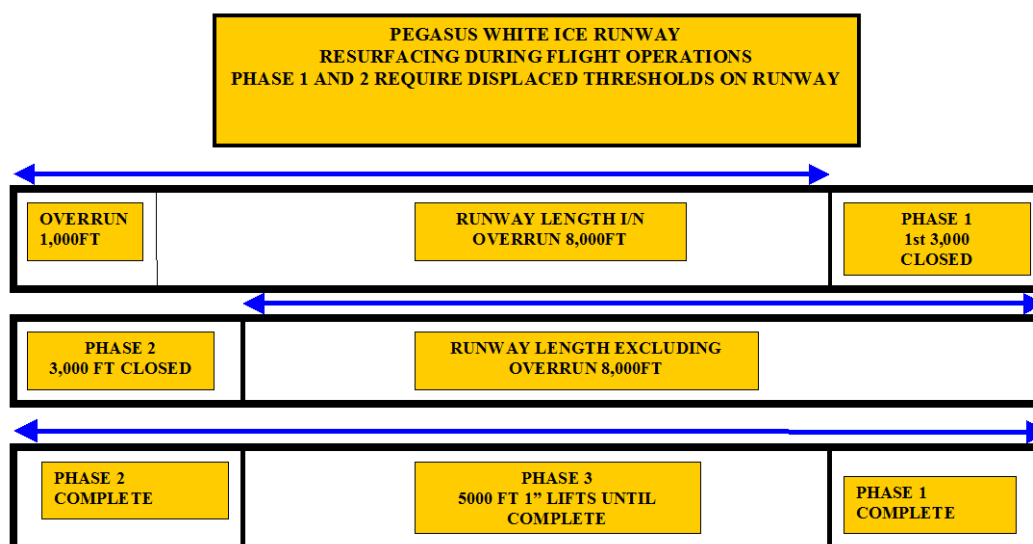 PEGASUS WHITE ICE RUNWAY
RESURFACING DURING FLIGHT OPERATIONS
PHASE 1 AND 2 REQUIRE DISPLACED THRESHOLDS ON RUNWAY
OVERRUN
1,000FT
RUNWAY LENGTH I/N
OVERRUN 8,000FT
PHASE 1
1st 3,000
CLOSED
PHASE 2
3,000 FT CLOSED
RUNWAY LENGTH EXCLUDING
OVERRUN 8,000FT
PHASE 2
COMPLETE
PHASE 3
5000 FT 1” LIFTS UNTIL
COMPLETE
PHASE 1
COMPLETE